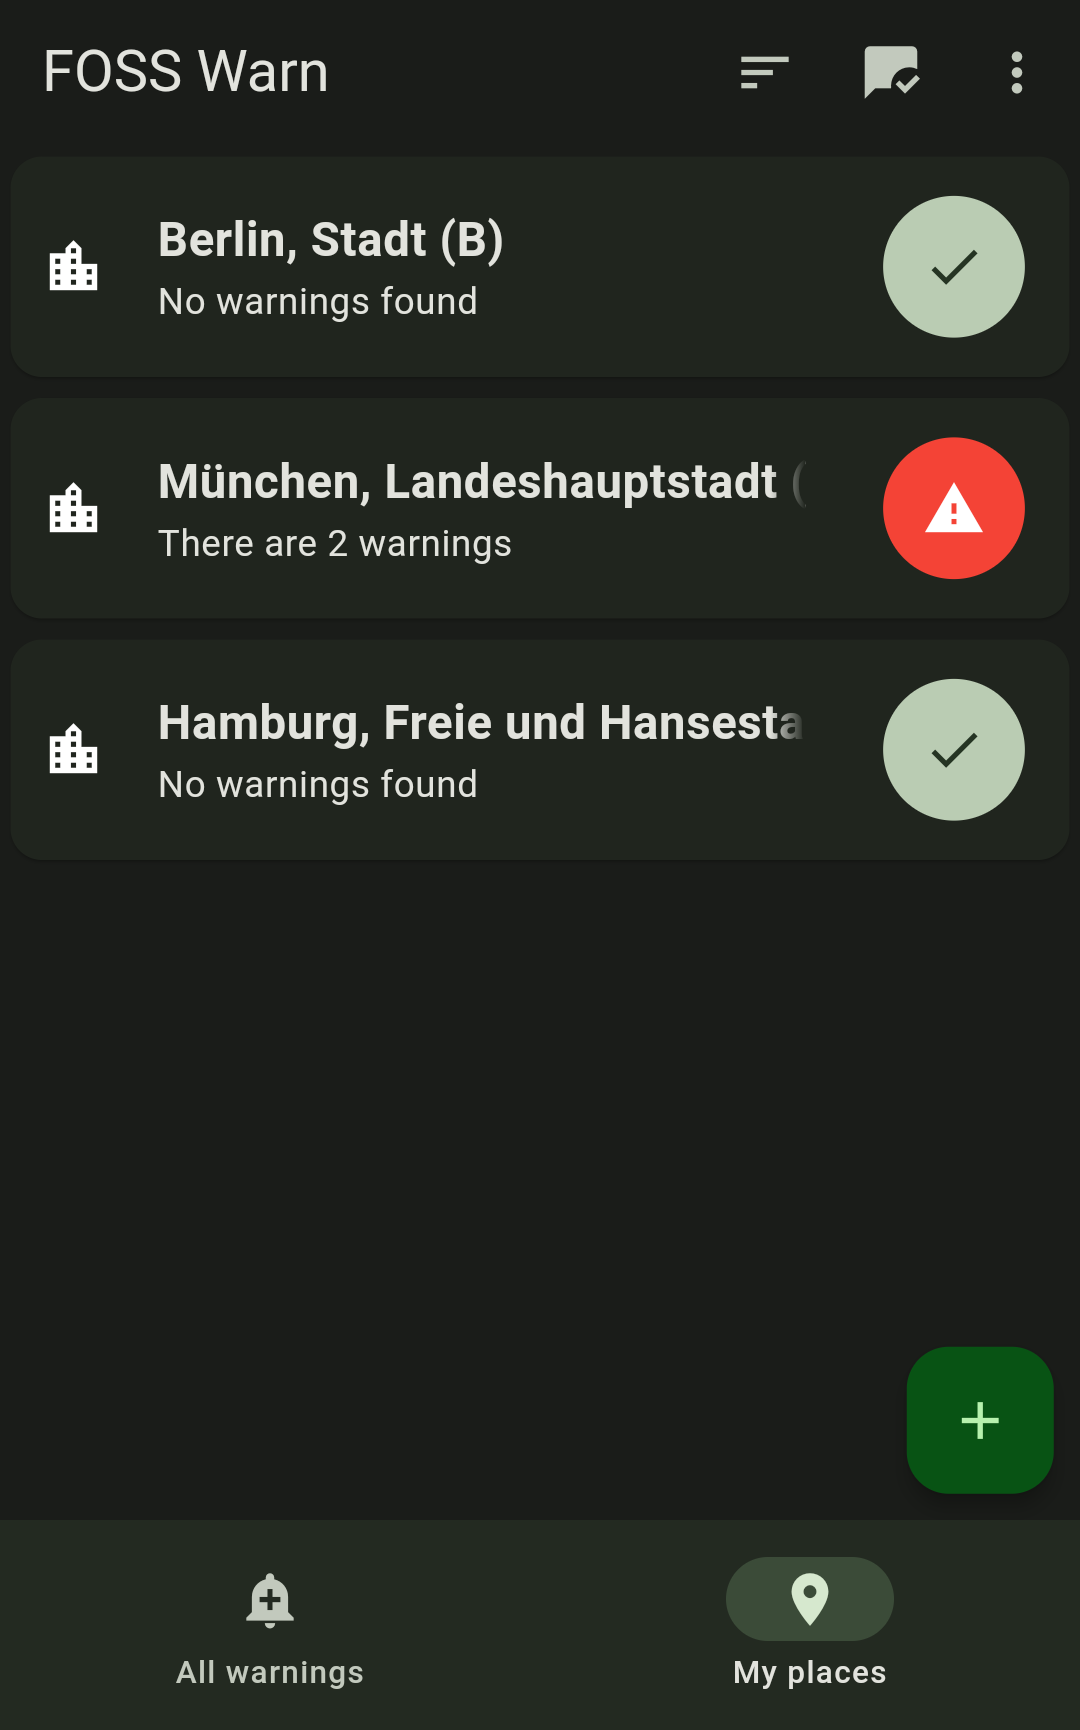 FOSS Warn
Berlin, Stadt (B)
No warnings found
München, Landeshauptstadt (
There are 2 warnings
Hamburg, Freie und Hansesta
No warnings found
All warnings
My places